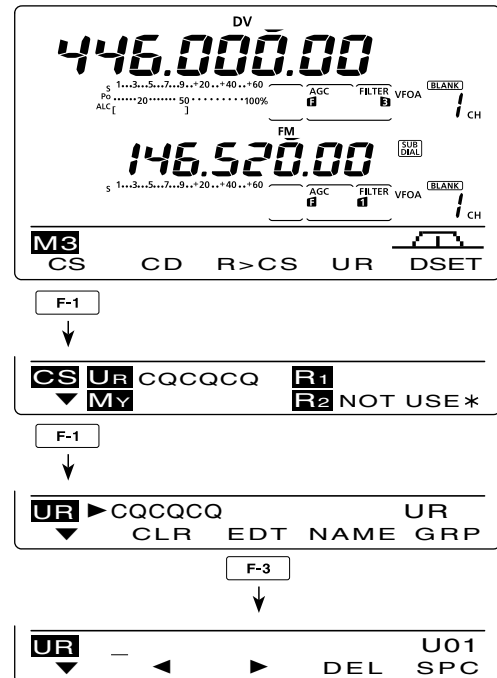 DV
446.000.00
S 1...3...5...7...9..+20..+40..+60
Po ......20.......50.........100%
ALC [ ]
AGC FILTER VFOA BLANK
F 3 1 CH
FM
146.520.00 SUB DIAL
S 1...3...5...7...9..+20..+40..+60
AGC FILTER VFOA BLANK
F 1 1 CH
M3
CS CD R>CS UR DSET
F-1
CS UR CQCQCQ R1
▼ MY R2 NOT USE*
F-1
UR ►CQCQCQ UR
▼ CLR EDT NAME GRP
F-3
UR _ U01
▼ ◄ ► DEL SPC